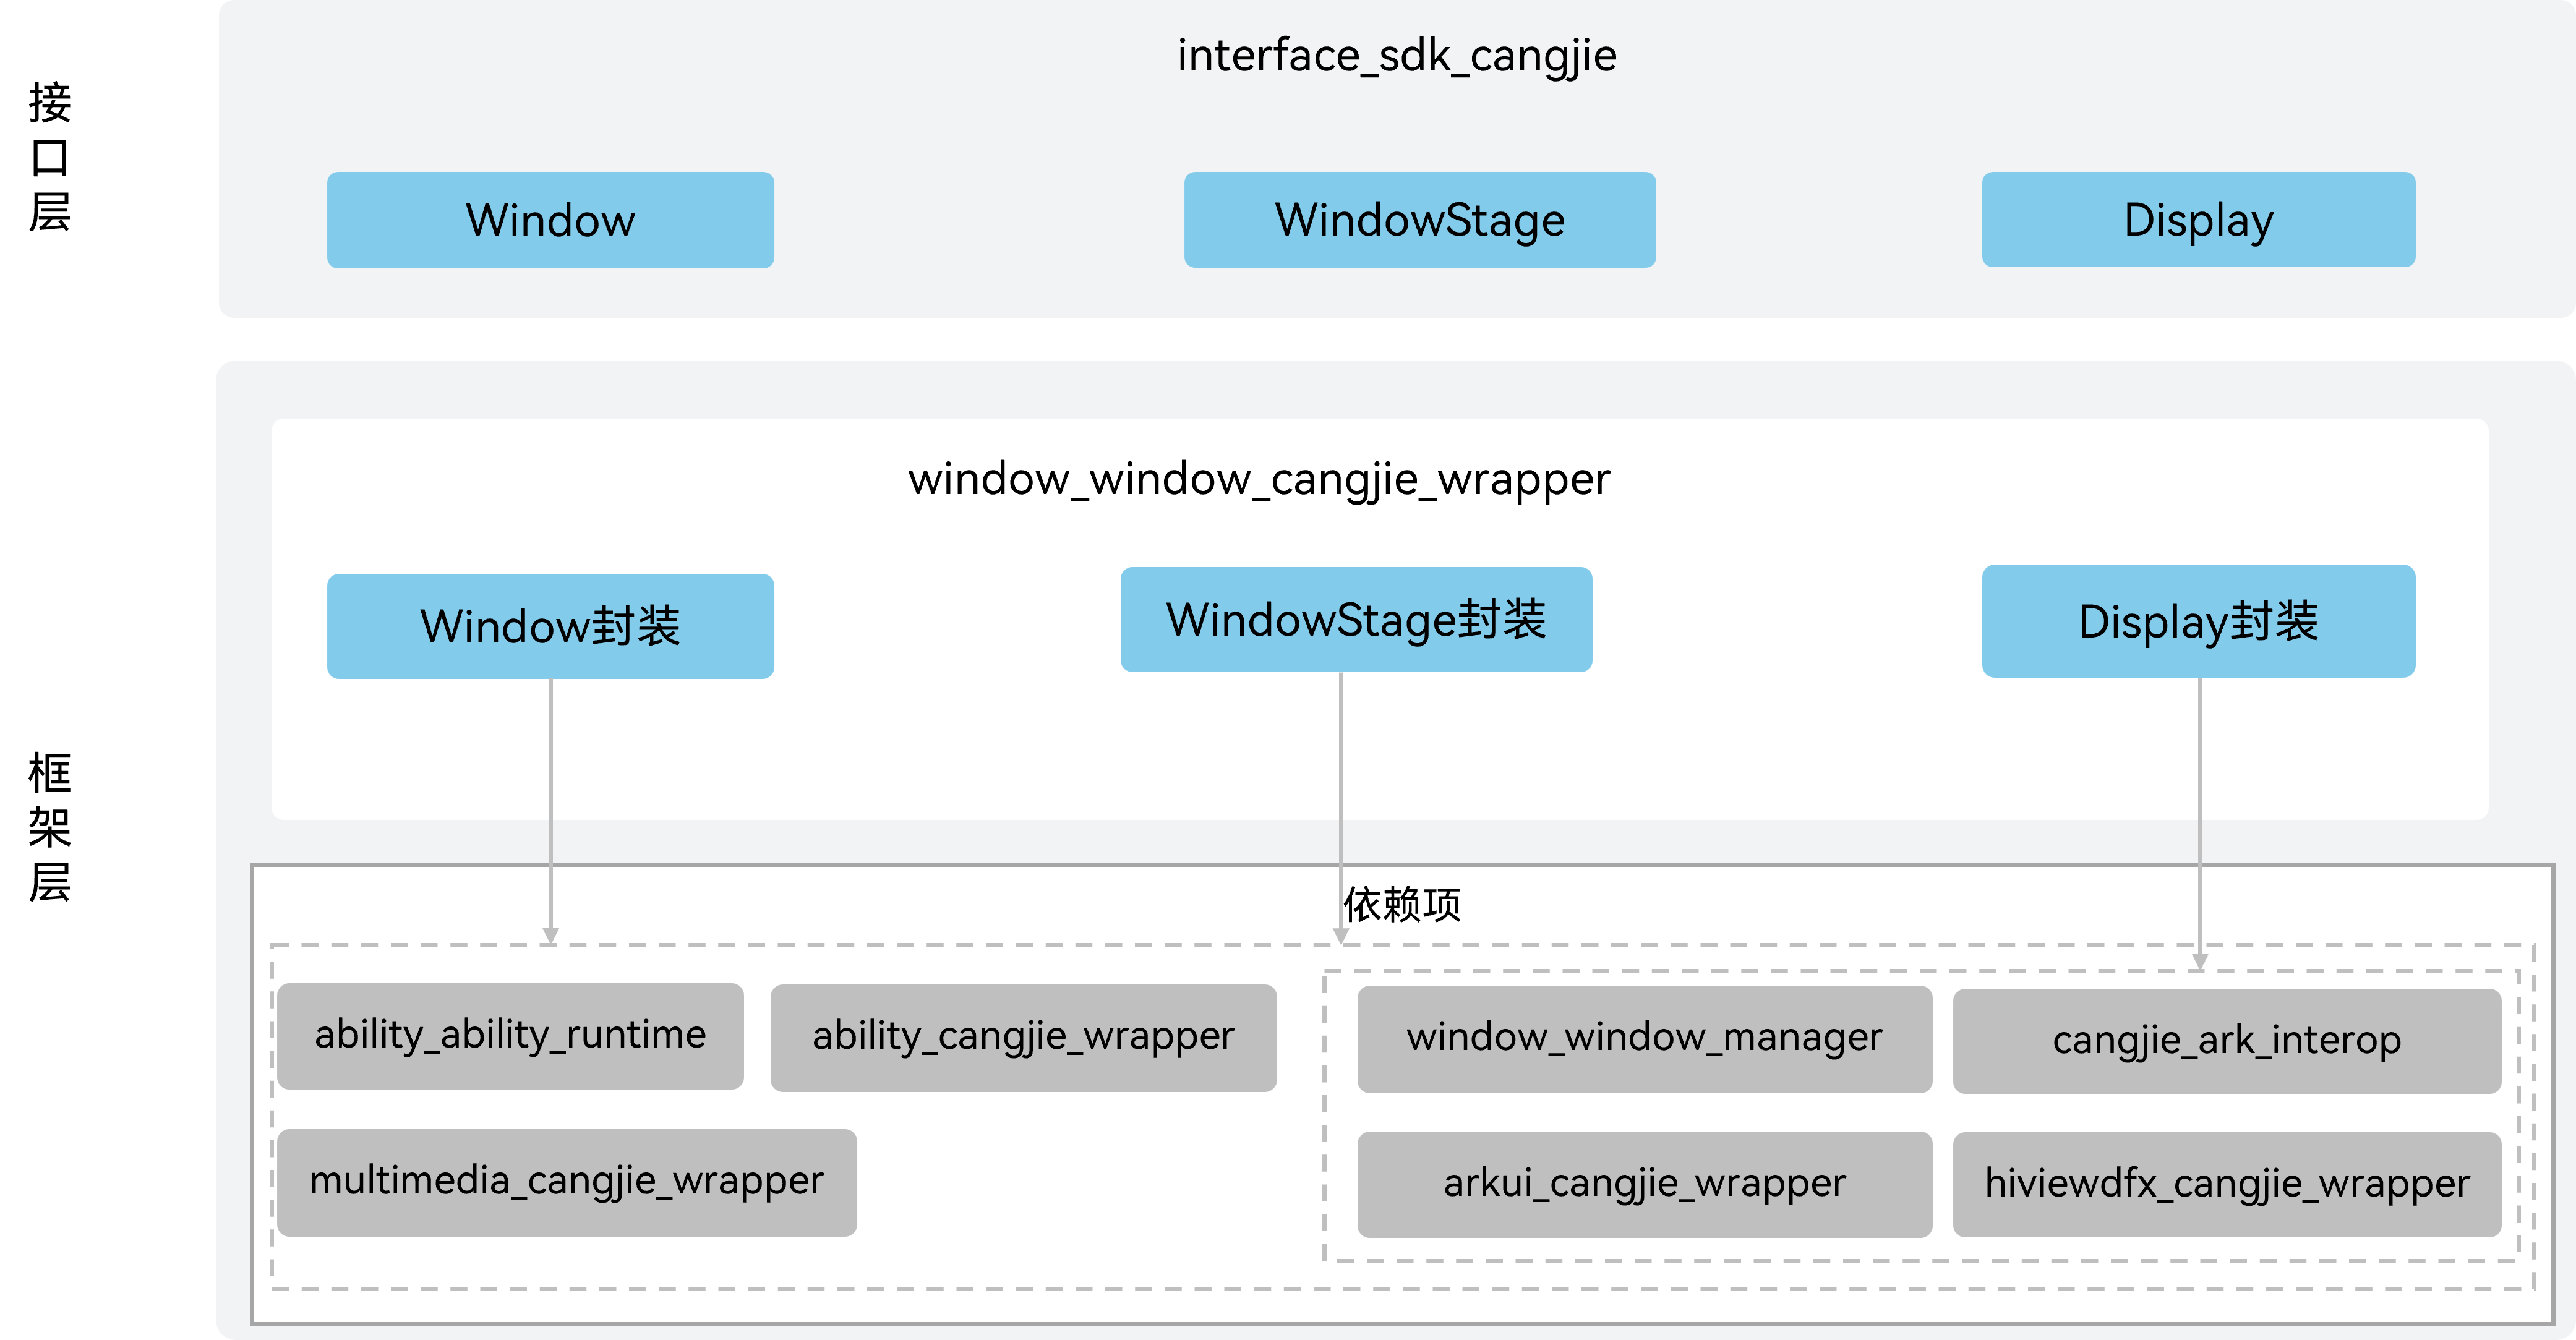 接口层
interface_sdk_cangjie
Window
WindowStage
Display
框架层
window_window_cangjie_wrapper
Window封装
WindowStage封装
Display封装
依赖项
ability_ability_runtime
ability_cangjie_wrapper
window_window_manager
cangjie_ark_interop
multimedia_cangjie_wrapper
arkui_cangjie_wrapper
hiviewdfx_cangjie_wrapper